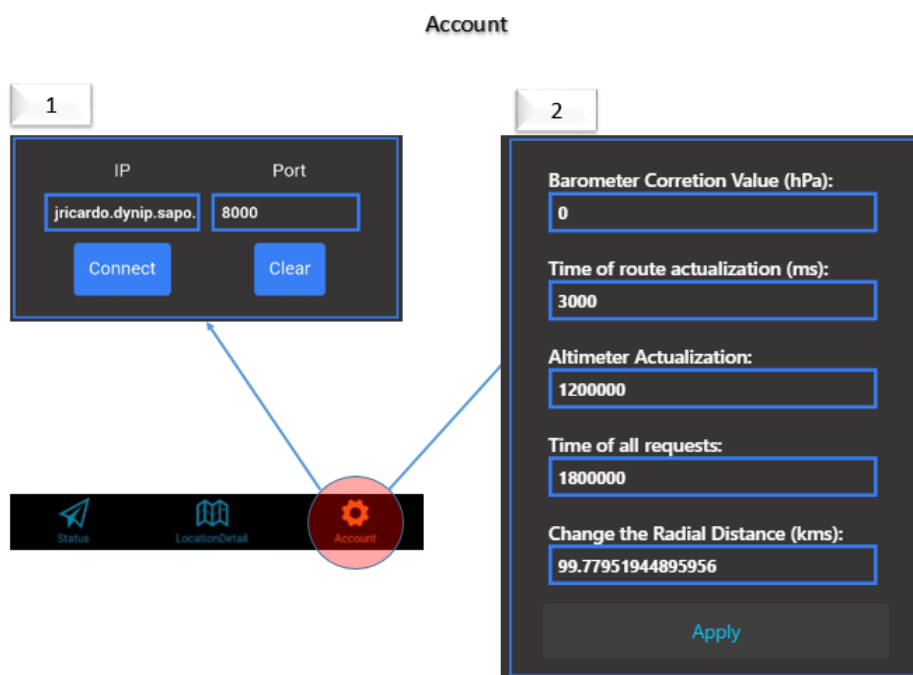 Account
1
IP Port
jricardo.dynip.sapo. 8000
Connect Clear
Status LocationDetail Account
2
Barometer Corretion Value (hPa):
0
Time of route actualization (ms):
3000
Altimeter Actualization:
1200000
Time of all requests:
1800000
Change the Radial Distance (kms):
99.77951944895956
Apply